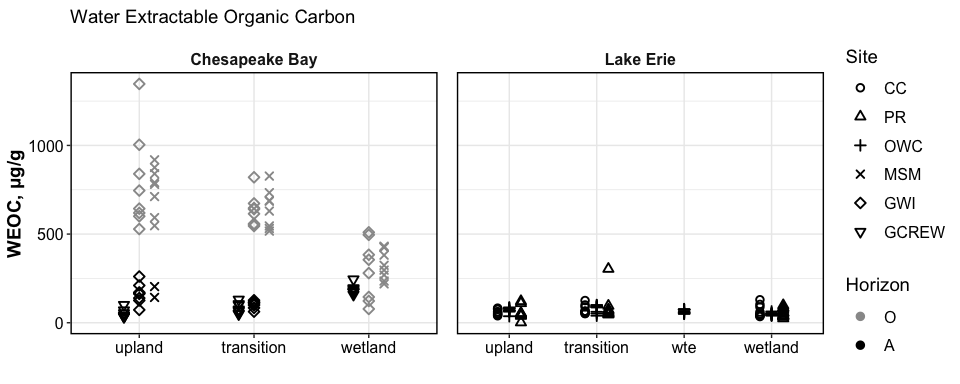 Water Extractable Organic Carbon
Chesapeake Bay
Lake Erie
WEOC, μg/g
1000
500
0
upland
transition
wetland
upland
transition
wte
wetland
Site
CC
PR
OWC
MSM
GWI
GCREW
Horizon
O
A